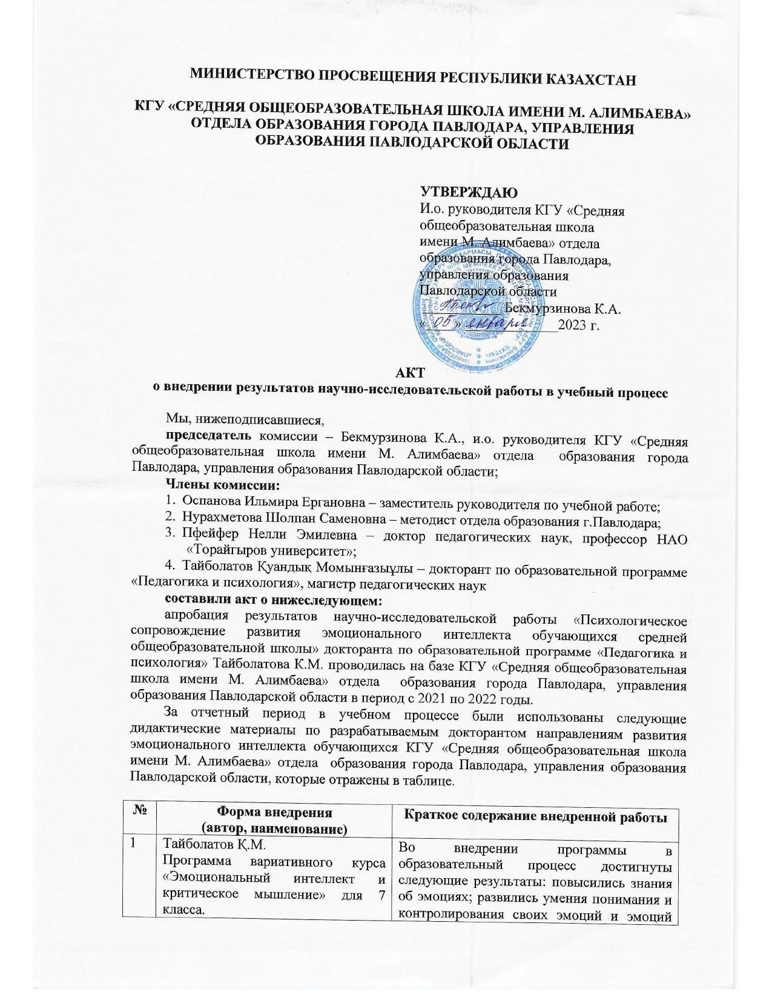 МИНИСТЕРСТВО ПРОСВЕЩЕНИЯ РЕСПУБЛИКИ КАЗАХСТАН
КГУ «СРЕДНЯЯ ОБЩЕОБРАЗОВАТЕЛЬНАЯ ШКОЛА ИМЕНИ М. АЛИМБАЕВА»
ОТДЕЛА ОБРАЗОВАНИЯ ГОРОДА ПАВЛОДАРА, УПРАВЛЕНИЯ
ОБРАЗОВАНИЯ ПАВЛОДАРСКОЙ ОБЛАСТИ
УТВЕРЖДАЮ
И.о. руководителя КГУ «Средняя
общеобразовательная школа
имени М. Алимбаева» отдела
образования города Павлодара,
управления образования
Павлодарской области
Бекмурзинова К.А.
«05» января 2023 г.
АКТ
о внедрении результатов научно-исследовательской работы в учебный процесс
Мы, нижеподписавшиеся,
председатель комиссии – Бекмурзинова К.А., и.о. руководителя КГУ «Средняя
общеобразовательная школа имени М. Алимбаева» отдела образования города
Павлодара, управления образования Павлодарской области;
Члены комиссии:
1. Оспанова Ильмира Ергановна – заместитель руководителя по учебной работе;
2. Нурахметова Шолпан Саменовна – методист отдела образования г.Павлодара;
3. Пфейфер Нелли Эмилевна – доктор педагогических наук, профессор НАО
«Торайгыров университет»;
4. Тайболатов Қуандық Момынғазыұлы – докторант по образовательной программе
«Педагогика и психология», магистр педагогических наук
составили акт о нижеследующем:
апробация результатов научно-исследовательской работы «Психологическое
сопровождение развития эмоционального интеллекта обучающихся средней
общеобразовательной школы» докторанта по образовательной программе «Педагогика и
психология» Тайболатова К.М. проводилась на базе КГУ «Средняя общеобразовательная
школа имени М. Алимбаева» отдела образования города Павлодара, управления
образования Павлодарской области в период с 2021 по 2022 годы.
За отчетный период в учебном процессе были использованы следующие
дидактические материалы по разрабатываемым докторантом направлениям развития
эмоционального интеллекта обучающихся КГУ «Средняя общеобразовательная школа
имени М. Алимбаева» отдела образования города Павлодара, управления образования
Павлодарской области, которые отражены в таблице.
№
Форма внедрения
(автор, наименование)
Краткое содержание внедренной работы
1
Тайболатов Қ.М.
Программа вариативного курса
«Эмоциональный интеллект и
критическое мышление» для 7
класса.
Во внедрении программы в
образовательный процесс достигнуты
следующие результаты: повысились знания
об эмоциях; развились умения понимания и
контролирования своих эмоций и эмоций